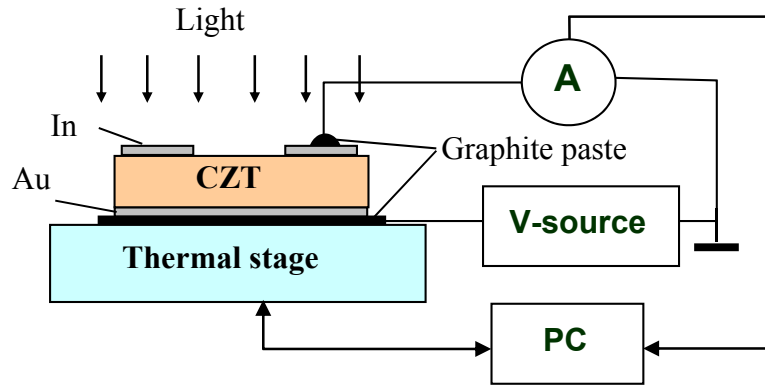 Light
A
In
Graphite paste
CZT
Au
V-source
Thermal stage
PC